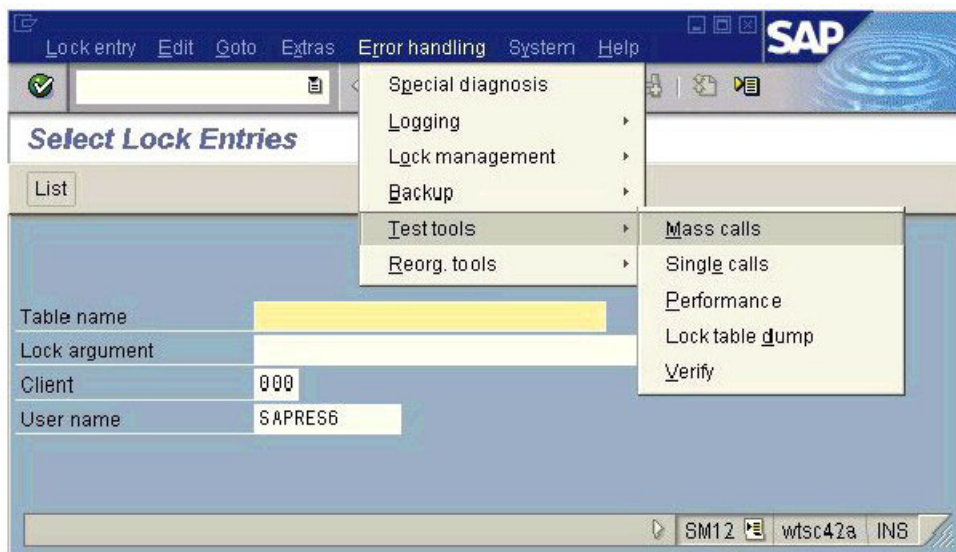 Lock entry Edit Goto Extras Error handling System Help
SAP
Special diagnosis
Logging
Lock management
Backup
Test tools
Reorg. tools
Select Lock Entries
List
Mass calls
Single calls
Performance
Lock table dump
Verify
Table name
Lock argument
Client 000
User name SAPRES6
SM12 wtsc42a INS